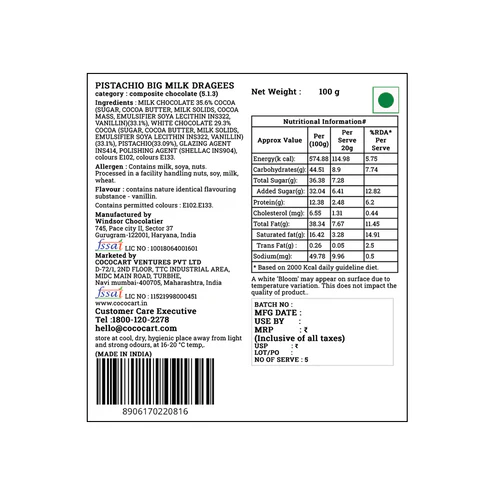 PISTACHIO BIG MILK DRAGEES
category : composite chocolate (5.1.3)
Ingredients : MILK CHOCOLATE 35.6% COCOA
(SUGAR, COCOA BUTTER, MILK SOLIDS, COCOA
MASS, EMULSIFIER SOYA LECITHIN INS322,
VANILLIN)(33.1%), WHITE CHOCOLATE 29.3%
COCOA (SUGAR, COCOA BUTTER, MILK SOLIDS,
EMULSIFIER SOYA LECITHIN INS322, VANILLIN)
(33.1%), PISTACHIO(33.09%), GLAZING AGENT
INS414, POLISHING AGENT (SHELLAC INS904),
colours E102, colours E133.
Allergen : Contains milk, soya, nuts.
Processed in a facility handling nuts, soy, milk,
wheat.
Flavour : contains nature identical flavouring
substance - vanillin.
Contains permitted colours : E102.E133.
Manufactured by
Windsor Chocolatier
745, Pace city II, Sector 37
Gurugram-122001, Haryana, India
fssai LIC NO : 10018064001601
Marketed by
COCOCART VENTURES PVT LTD
D-72/1, 2ND FLOOR, TTC INDUSTRIAL AREA,
MIDC MAIN ROAD, TURBHE,
Navi mumbai-400705, Maharashtra, India
fssai LIC NO : 11521998000451
www.cococart.in
Customer Care Executive
Tel :1800-120-2278
hello@cococart.com
store at cool, dry, hygienic place away from light
and strong odours, at 16-20 °C temp,.
(MADE IN INDIA)
8906170220816
Net Weight : 100 g
Nutritional Information#
Approx Value Per (100g) Per Serve 20g %RDA* Per Serve
Energy(k cal): 574.88 114.98 5.75
Carbohydrates(g): 44.51 8.9 7.74
Total Sugar(g): 36.38 7.28
Added Sugar(g): 32.04 6.41 12.82
Protein(g): 12.38 2.48 6.2
Cholesterol (mg): 6.55 1.31 0.44
Total Fat(g): 38.34 7.67 11.45
Saturated fat(g): 16.42 3.28 14.91
Trans Fat(g) : 0.26 0.05 2.5
Sodium(mg): 49.78 9.96 0.5
* Based on 2000 Kcal daily guideline diet.
A white 'Bloom' may appear on surface due to
temperature variation. This does not impact the
quality of product..
BATCH NO :
MFG DATE :
USE BY :
MRP : ₹
(Inclusive of all taxes)
USP : ₹
LOT/PO :
NO OF SERVE : 5